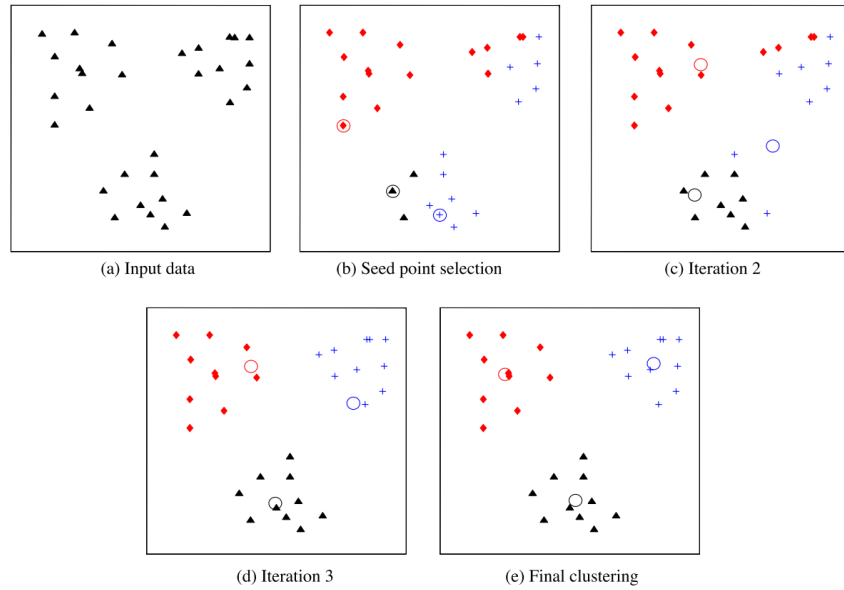 (a) Input data
(b) Seed point selection
(c) Iteration 2
(d) Iteration 3
(e) Final clustering